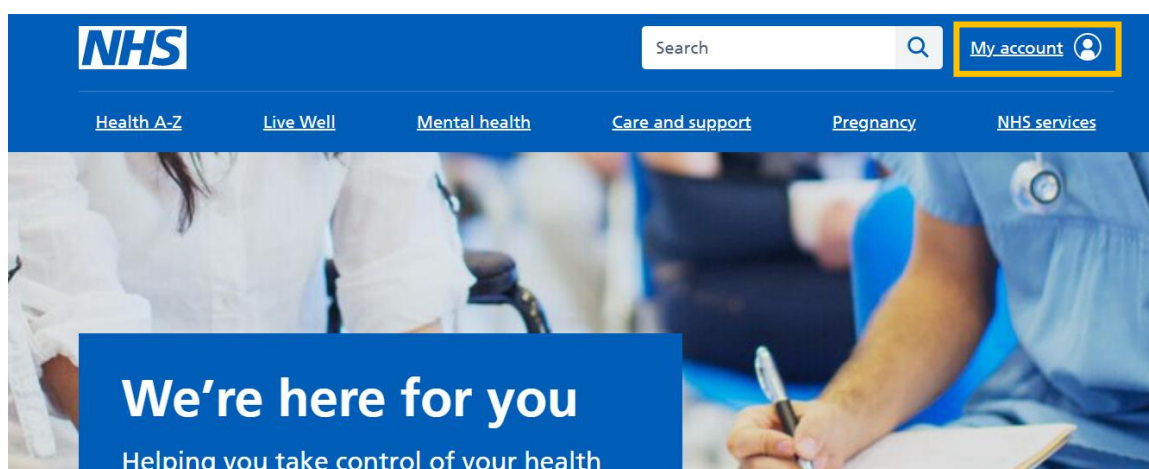 NHS
Search
My account
Health A-Z Live Well Mental health Care and support Pregnancy NHS services
We're here for you
Helping you take control of your health